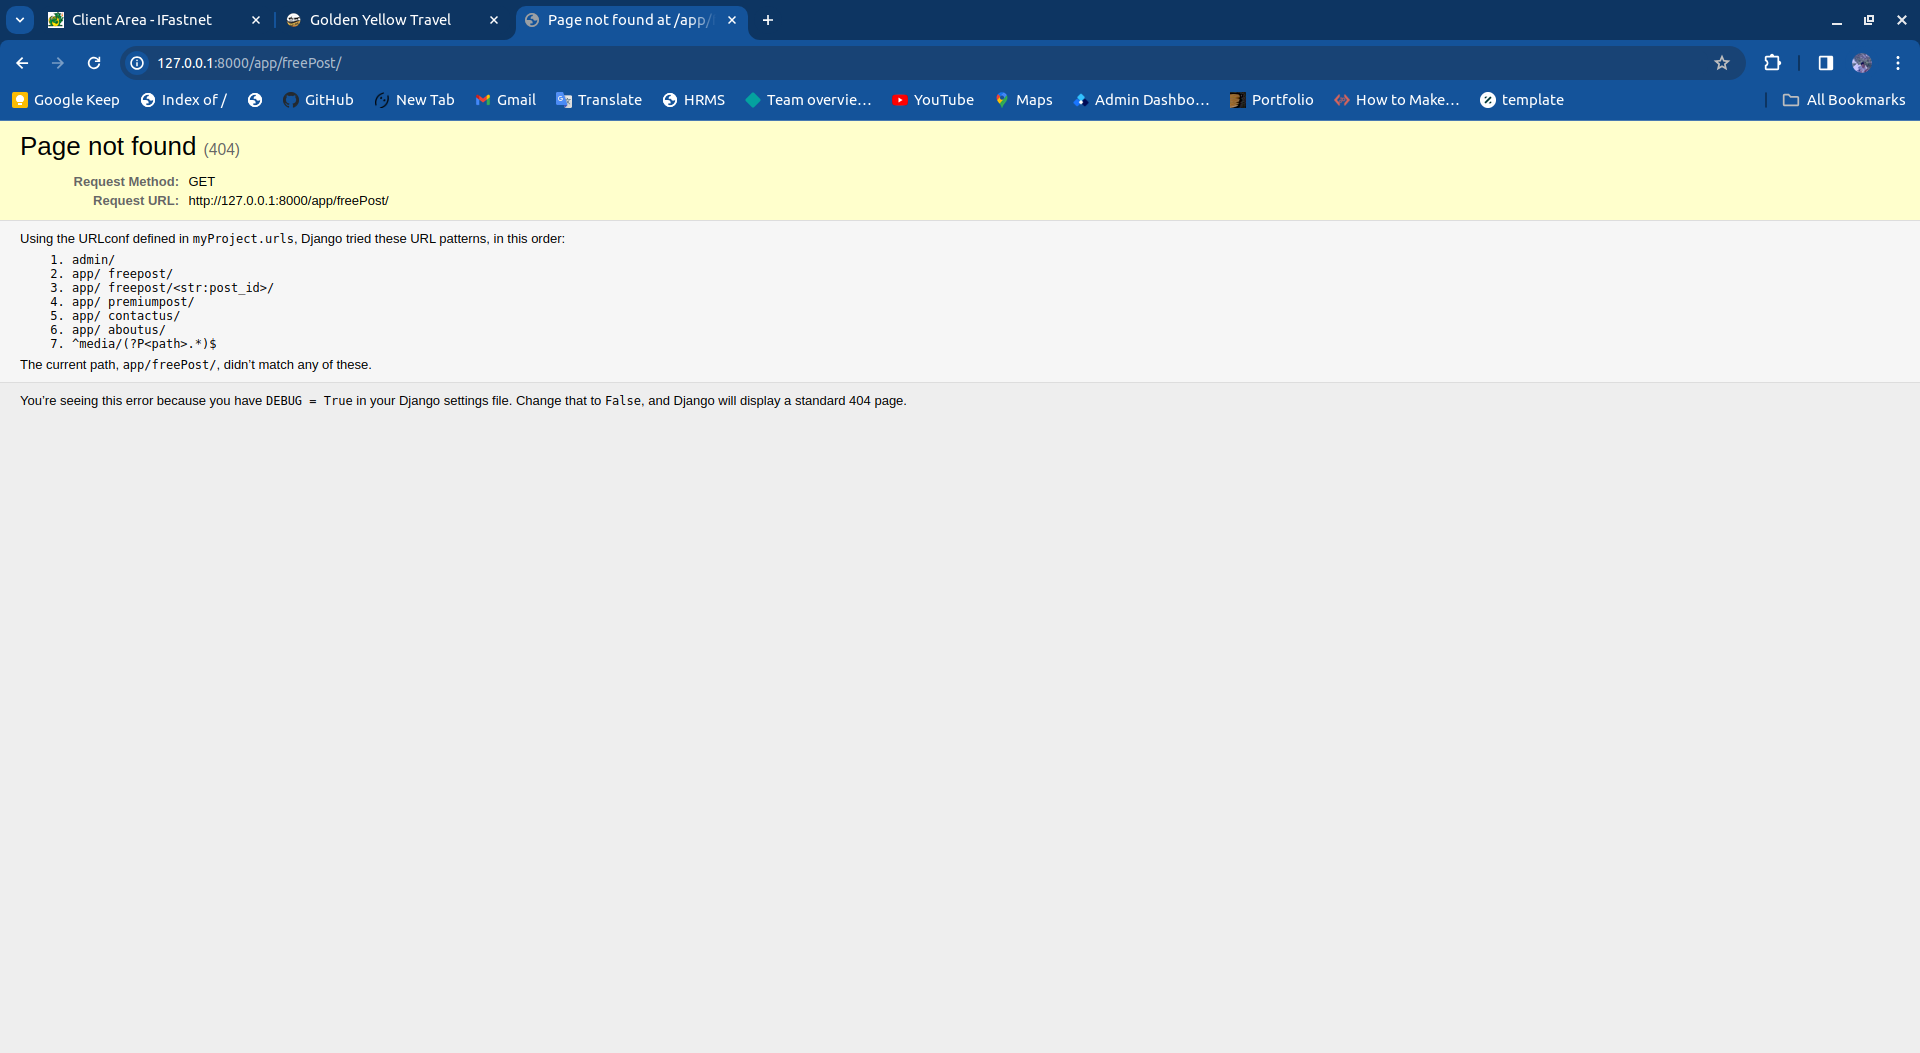 Client Area - IFastnet
Golden Yellow Travel
Page not found at /app/
127.0.0.1:8000/app/freePost/
Google Keep
Index of /
GitHub
New Tab
Gmail
Translate
HRMS
Team overvie...
YouTube
Maps
Admin Dashbo...
Portfolio
How to Make...
template
All Bookmarks
Page not found (404)
Request Method: GET
Request URL: http://127.0.0.1:8000/app/freePost/
Using the URLconf defined in myProject.urls, Django tried these URL patterns, in this order:
1. admin/
2. app/ freepost/
3. app/ freepost/<str:post_id>/
4. app/ premiumpost/
5. app/ contactus/
6. app/ aboutus/
7. ^media/(?P<path>.*)$
The current path, app/freePost/, didn’t match any of these.
You’re seeing this error because you have DEBUG = True in your Django settings file. Change that to False, and Django will display a standard 404 page.